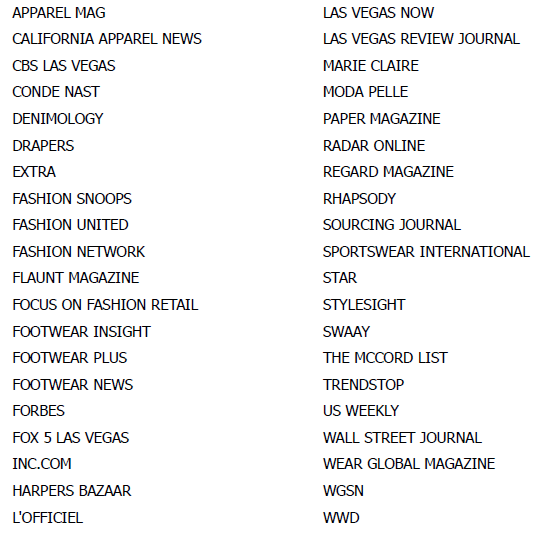 APPAREL MAG
CALIFORNIA APPAREL NEWS
CBS LAS VEGAS
CONDE NAST
DENIMOLOGY
DRAPERS
EXTRA
FASHION SNOOPS
FASHION UNITED
FASHION NETWORK
FLAUNT MAGAZINE
FOCUS ON FASHION RETAIL
FOOTWEAR INSIGHT
FOOTWEAR PLUS
FOOTWEAR NEWS
FORBES
FOX 5 LAS VEGAS
INC.COM
HARPERS BAZAAR
L'OFFICIEL
LAS VEGAS NOW
LAS VEGAS REVIEW JOURNAL
MARIE CLAIRE
MODA PELLE
PAPER MAGAZINE
RADAR ONLINE
REGARD MAGAZINE
RHAPSODY
SOURCING JOURNAL
SPORTSWEAR INTERNATIONAL
STAR
STYLESIGHT
SWAAY
THE MCCORD LIST
TRENDSTOP
US WEEKLY
WALL STREET JOURNAL
WEAR GLOBAL MAGAZINE
WGSN
WWD